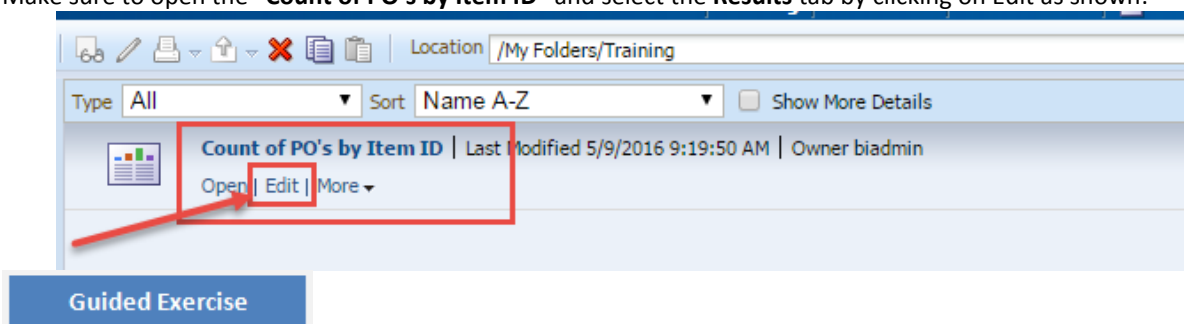 Make sure to open the "Count of PO's by Item ID" and select the Results tab by clicking on Edit as shown:
Location /My Folders/Training
Type All Sort Name A-Z Show More Details
Count of PO's by Item ID | Last Modified 5/9/2016 9:19:50 AM | Owner biadmin
Open | Edit | More
Guided Exercise